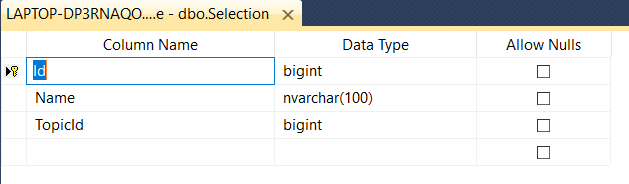 LAPTOP-DP3RNAQO....e - dbo.Selection
Column Name Data Type Allow Nulls
Id bigint
Name nvarchar(100)
TopicId bigint